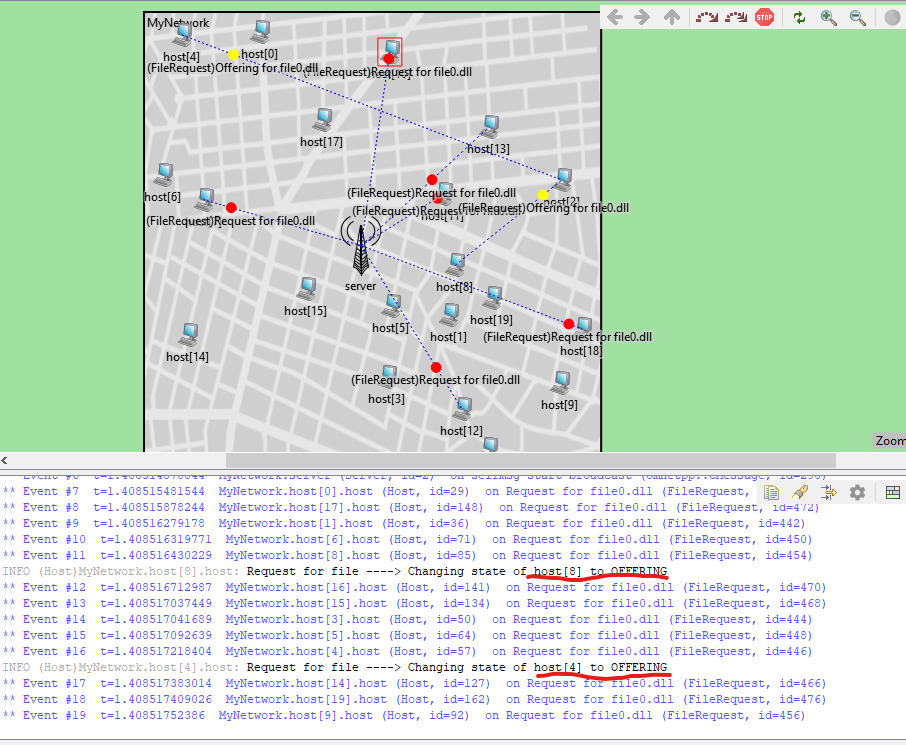 MyNetwork
STOP
host[4]
host[0]
(FileRequest)Offering for file0.dll
Request for file0.dll
host[17]
host[13]
host[6]
(FileRequest)Request for file0.dll
(FileRequest)Request for file0.dll
host[2]
(FileRequest)Offering for file0.dll
host[11]
(FileRequest)Request
server
host[8]
host[15]
host[19]
host[5]
host[1]
(FileRequest)Request for file0.dll
host[18]
host[14]
(FileRequest)Request for file0.dll
host[3]
host[9]
host[12]
Zoom
** Event #7 t=1.408515481544 MyNetwork.host[0].host (Host, id=29) on Request for file0.dll (FileRequest,
** Event #8 t=1.408515878244 MyNetwork.host[17].host (Host, id=148) on Request for file0.dll (FileRequest, id=472)
** Event #9 t=1.408516279178 MyNetwork.host[1].host (Host, id=36) on Request for file0.dll (FileRequest, id=442)
** Event #10 t=1.408516319771 MyNetwork.host[6].host (Host, id=71) on Request for file0.dll (FileRequest, id=450)
** Event #11 t=1.408516430229 MyNetwork.host[8].host (Host, id=85) on Request for file0.dll (FileRequest, id=454)
INFO (Host)MyNetwork.host[8].host: Request for file ----> Changing state of host[8] to OFFERING
** Event #12 t=1.408516712987 MyNetwork.host[16].host (Host, id=141) on Request for file0.dll (FileRequest, id=470)
** Event #13 t=1.408517037449 MyNetwork.host[15].host (Host, id=134) on Request for file0.dll (FileRequest, id=468)
** Event #14 t=1.408517041689 MyNetwork.host[3].host (Host, id=50) on Request for file0.dll (FileRequest, id=444)
** Event #15 t=1.408517092639 MyNetwork.host[5].host (Host, id=64) on Request for file0.dll (FileRequest, id=448)
** Event #16 t=1.408517218404 MyNetwork.host[4].host (Host, id=57) on Request for file0.dll (FileRequest, id=446)
INFO (Host)MyNetwork.host[4].host: Request for file ----> Changing state of host[4] to OFFERING
** Event #17 t=1.408517383014 MyNetwork.host[14].host (Host, id=127) on Request for file0.dll (FileRequest, id=466)
** Event #18 t=1.408517409026 MyNetwork.host[19].host (Host, id=162) on Request for file0.dll (FileRequest, id=476)
** Event #19 t=1.40851752386 MyNetwork.host[9].host (Host, id=92) on Request for file0.dll (FileRequest, id=456)